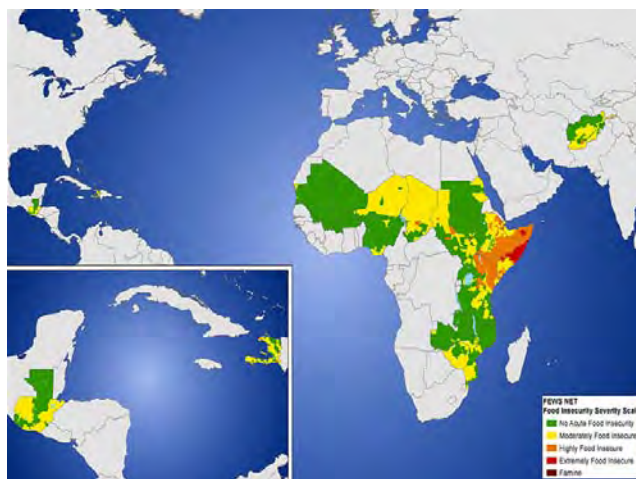 FEWS NET
Food Insecurity Severity Scal
No Acute Food Insecurity
Moderately Food Insecure
Highly Food Insecure
Extremely Food Insecure
Famine